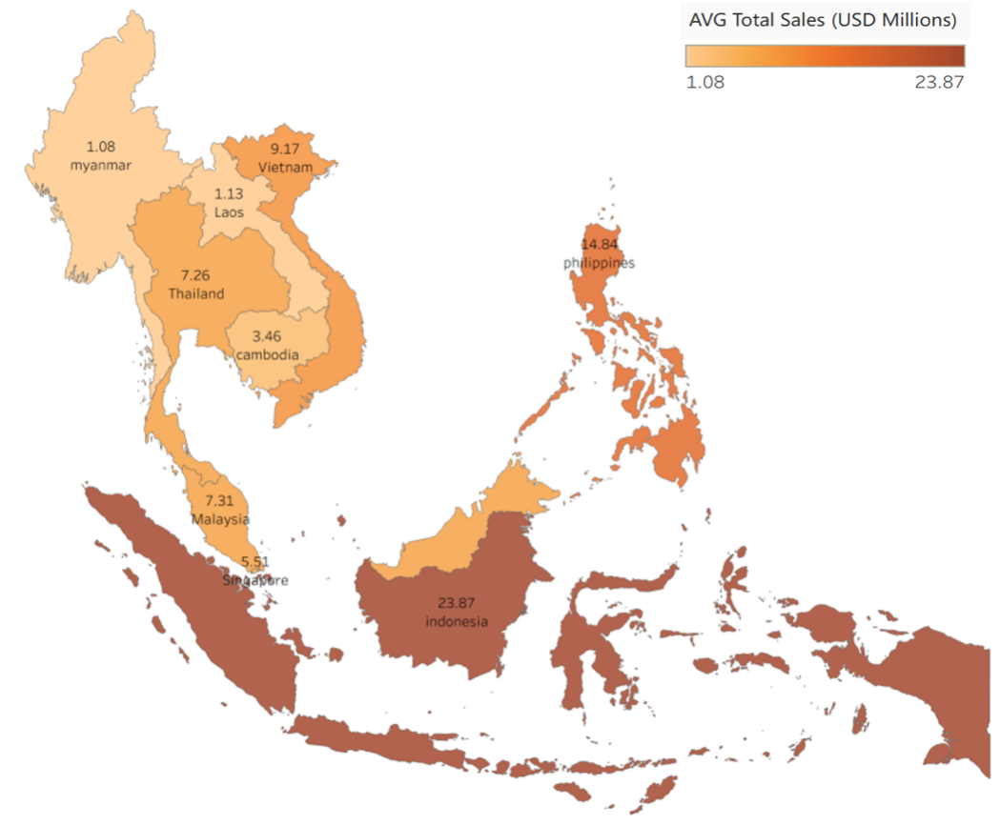 AVG Total Sales (USD Millions)
1.08
23.87
1.08
myanmar
9.17
Vietnam
1.13
Laos
14.84
philippines
7.26
Thailand
3.46
cambodia
7.31
Malaysia
5.51
Singapore
23.87
indonesia